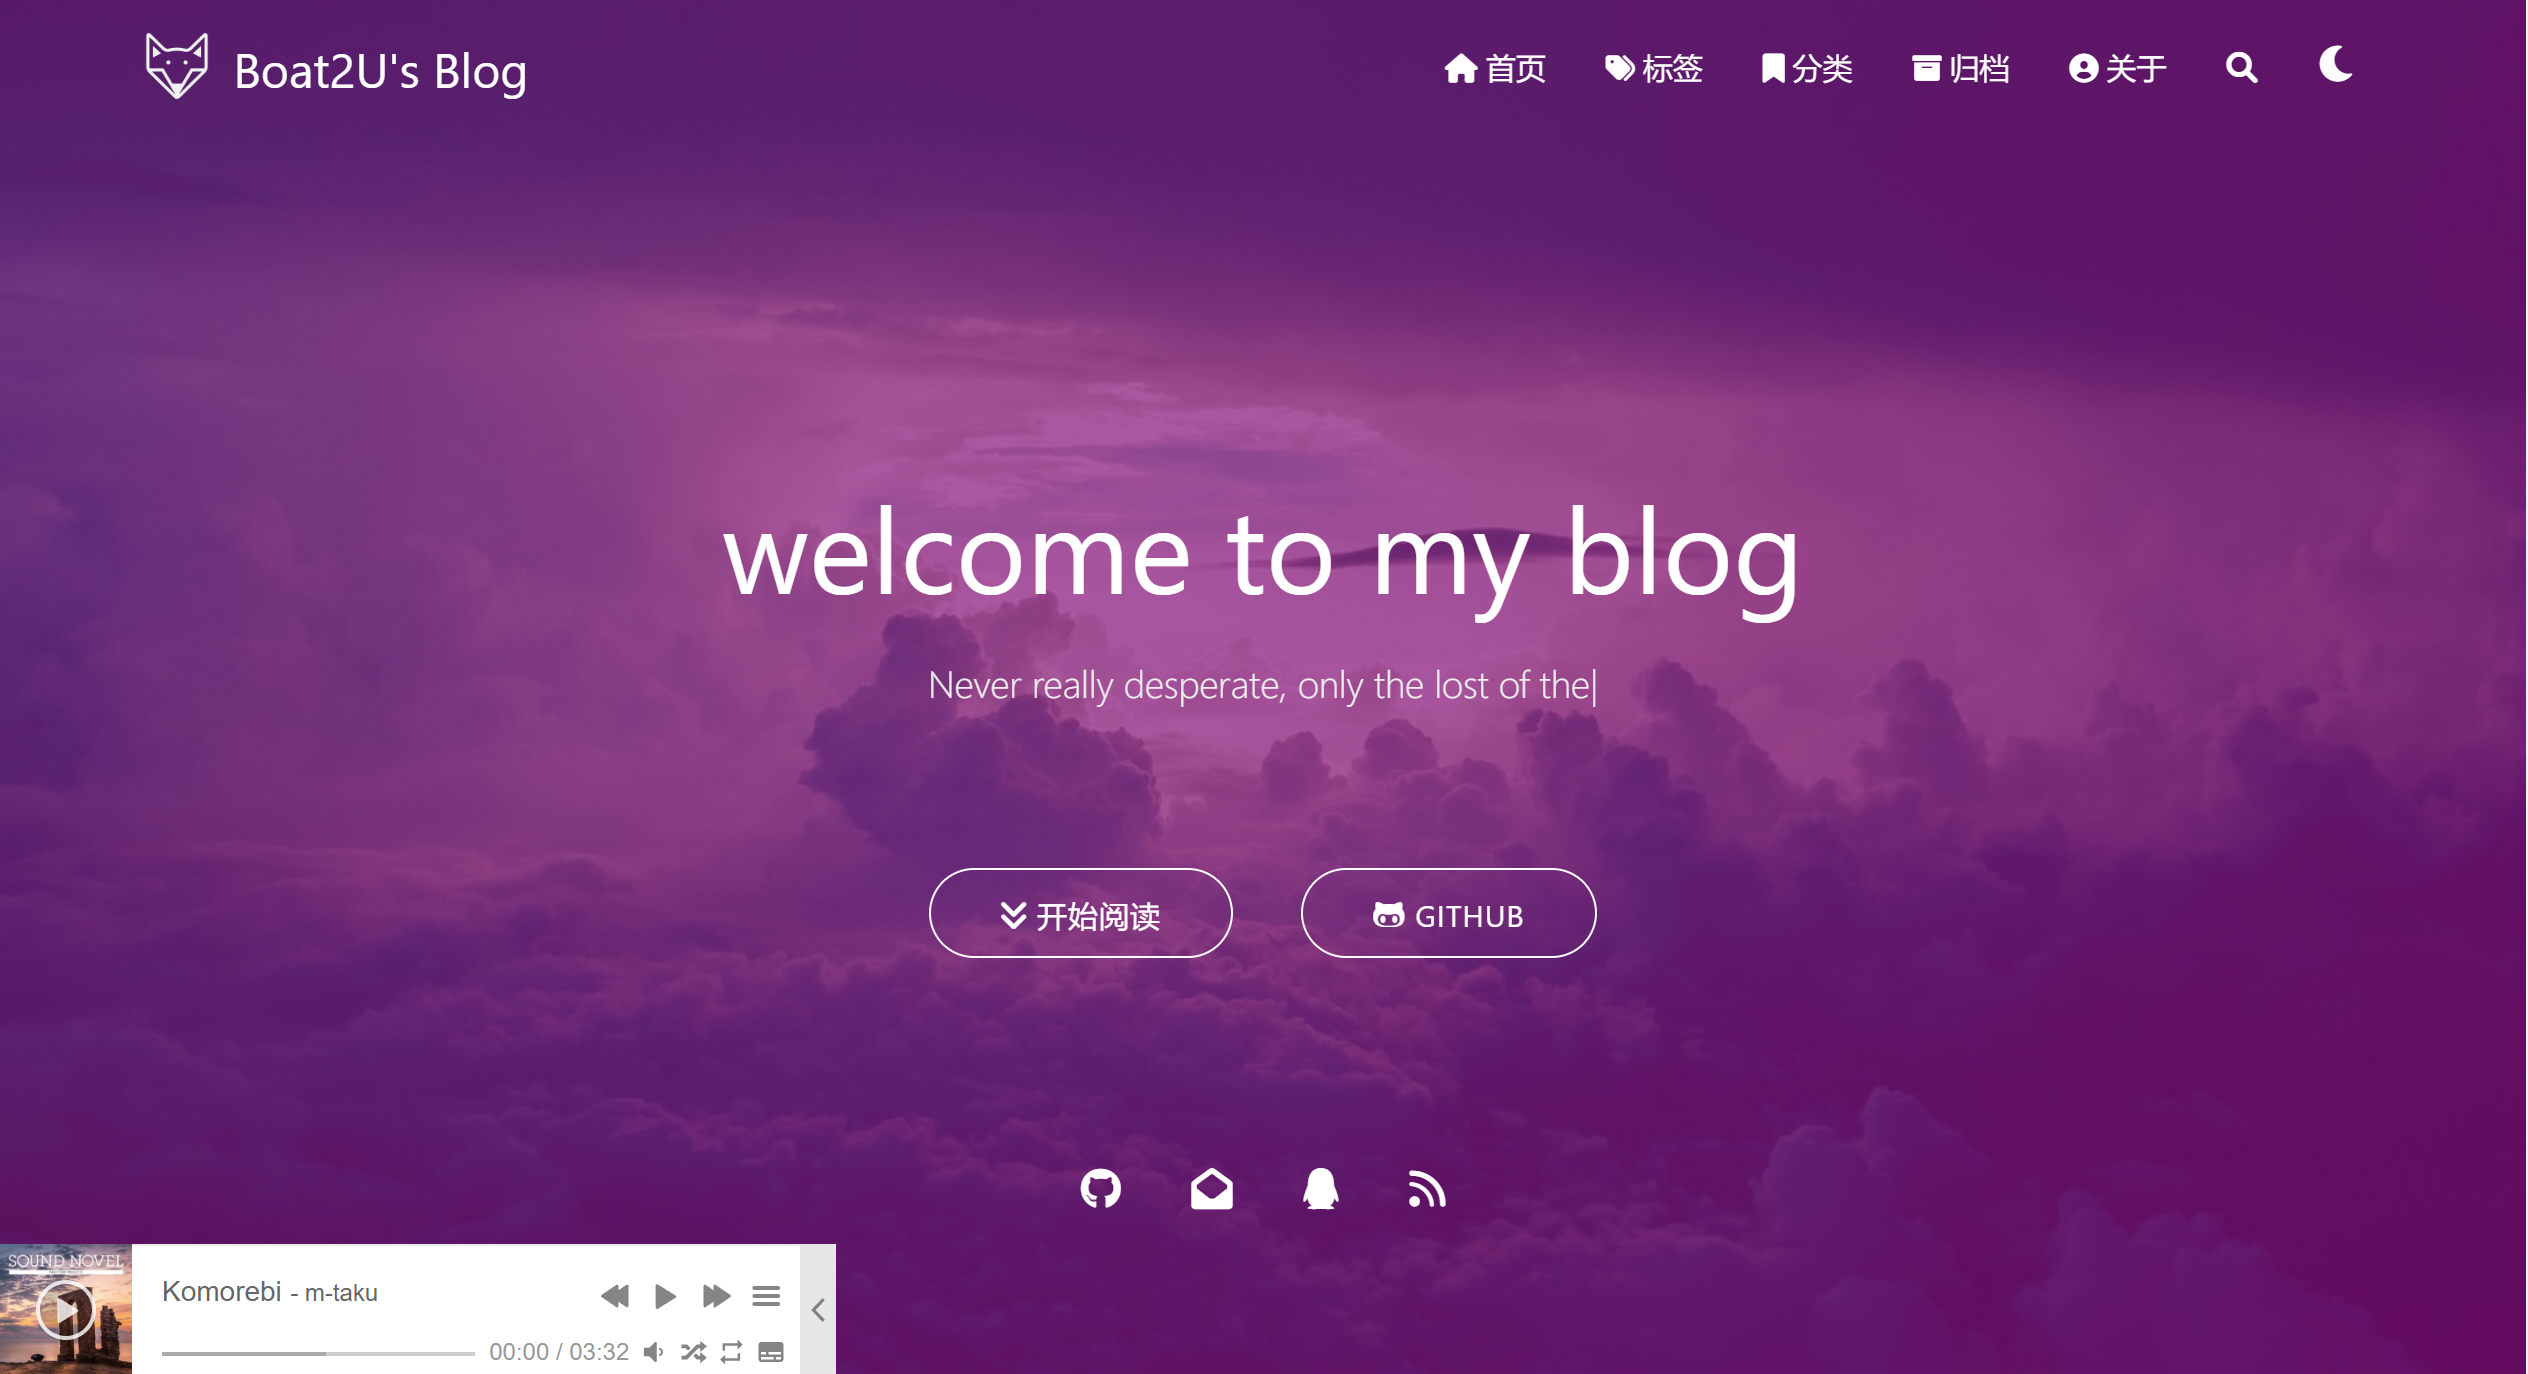 Boat2U's Blog
首页 标签 分类 归档 关于
welcome to my blog
Never really desperate, only the lost of the|
开始阅读 GITHUB
SOUND NOVEL
Komorebi - m-taku
00:00 / 03:32